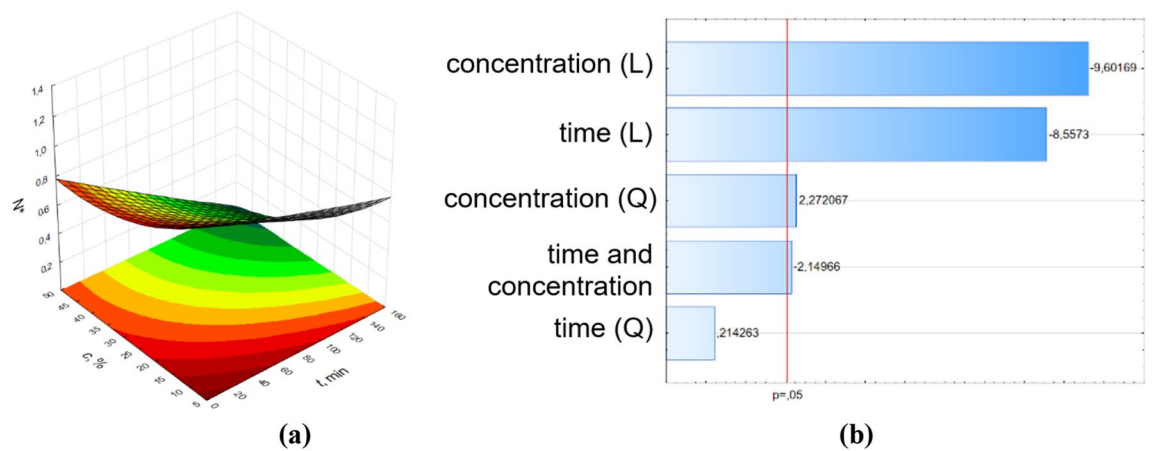 1,4
1,2
1,0
0,8
0,6
0,4
0,2
N*
50
45
40
35
30
25
20
15
10
5
c, %
0
20
40
60
80
100
120
140
160
t, min
(a)
concentration (L)
-9,60169
time (L)
-8,5573
concentration (Q)
2,272067
time and
concentration
-2,14966
time (Q)
,214263
p=,05
(b)